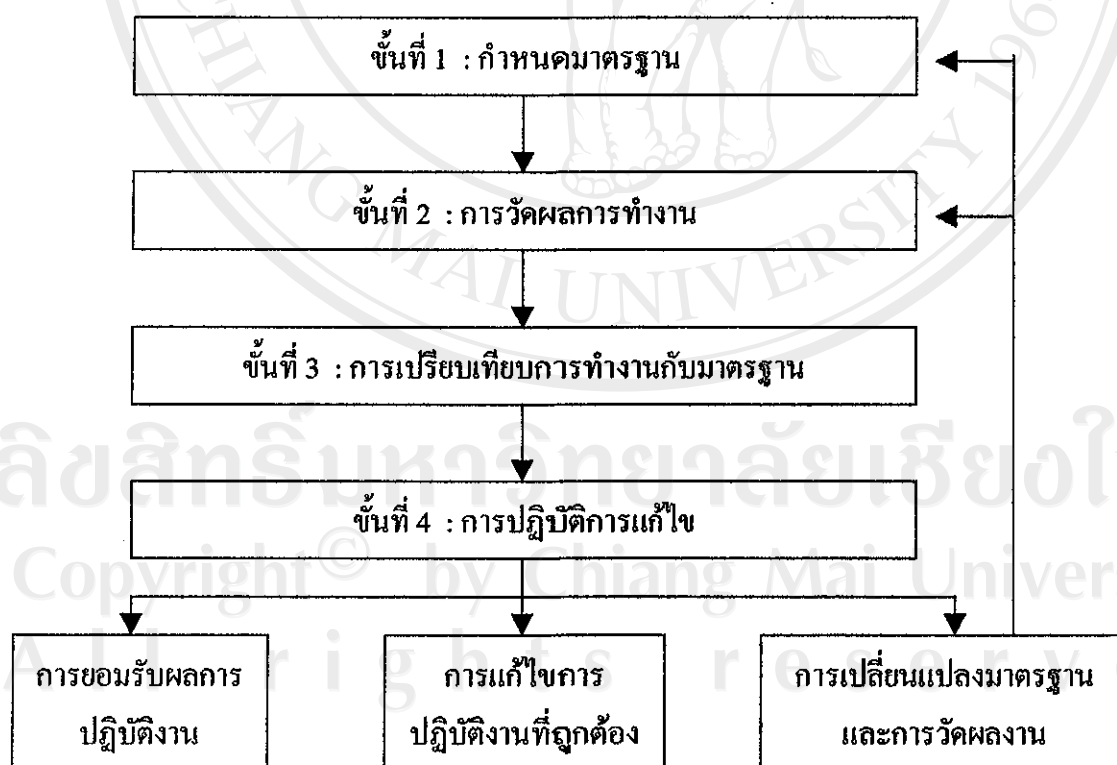 ขั้นที่ 1 : กำหนดมาตรฐาน
ขั้นที่ 2 : การวัดผลการทำงาน
ขั้นที่ 3 : การเปรียบเทียบการทำงานกับมาตรฐาน
ขั้นที่ 4 : การปฏิบัติการแก้ไข
การยอมรับผลการ
ปฏิบัติงาน
การแก้ไขการ
ปฏิบัติงานที่ถูกต้อง
การเปลี่ยนแปลงมาตรฐาน
และการวัดผลงาน
CHIANG MAI UNIVERSITY 196
ลิขสิทธิ์มหาวิทยาลัยเชียงใ
Copyright© by Chiang Mai Univer
All rights reserv